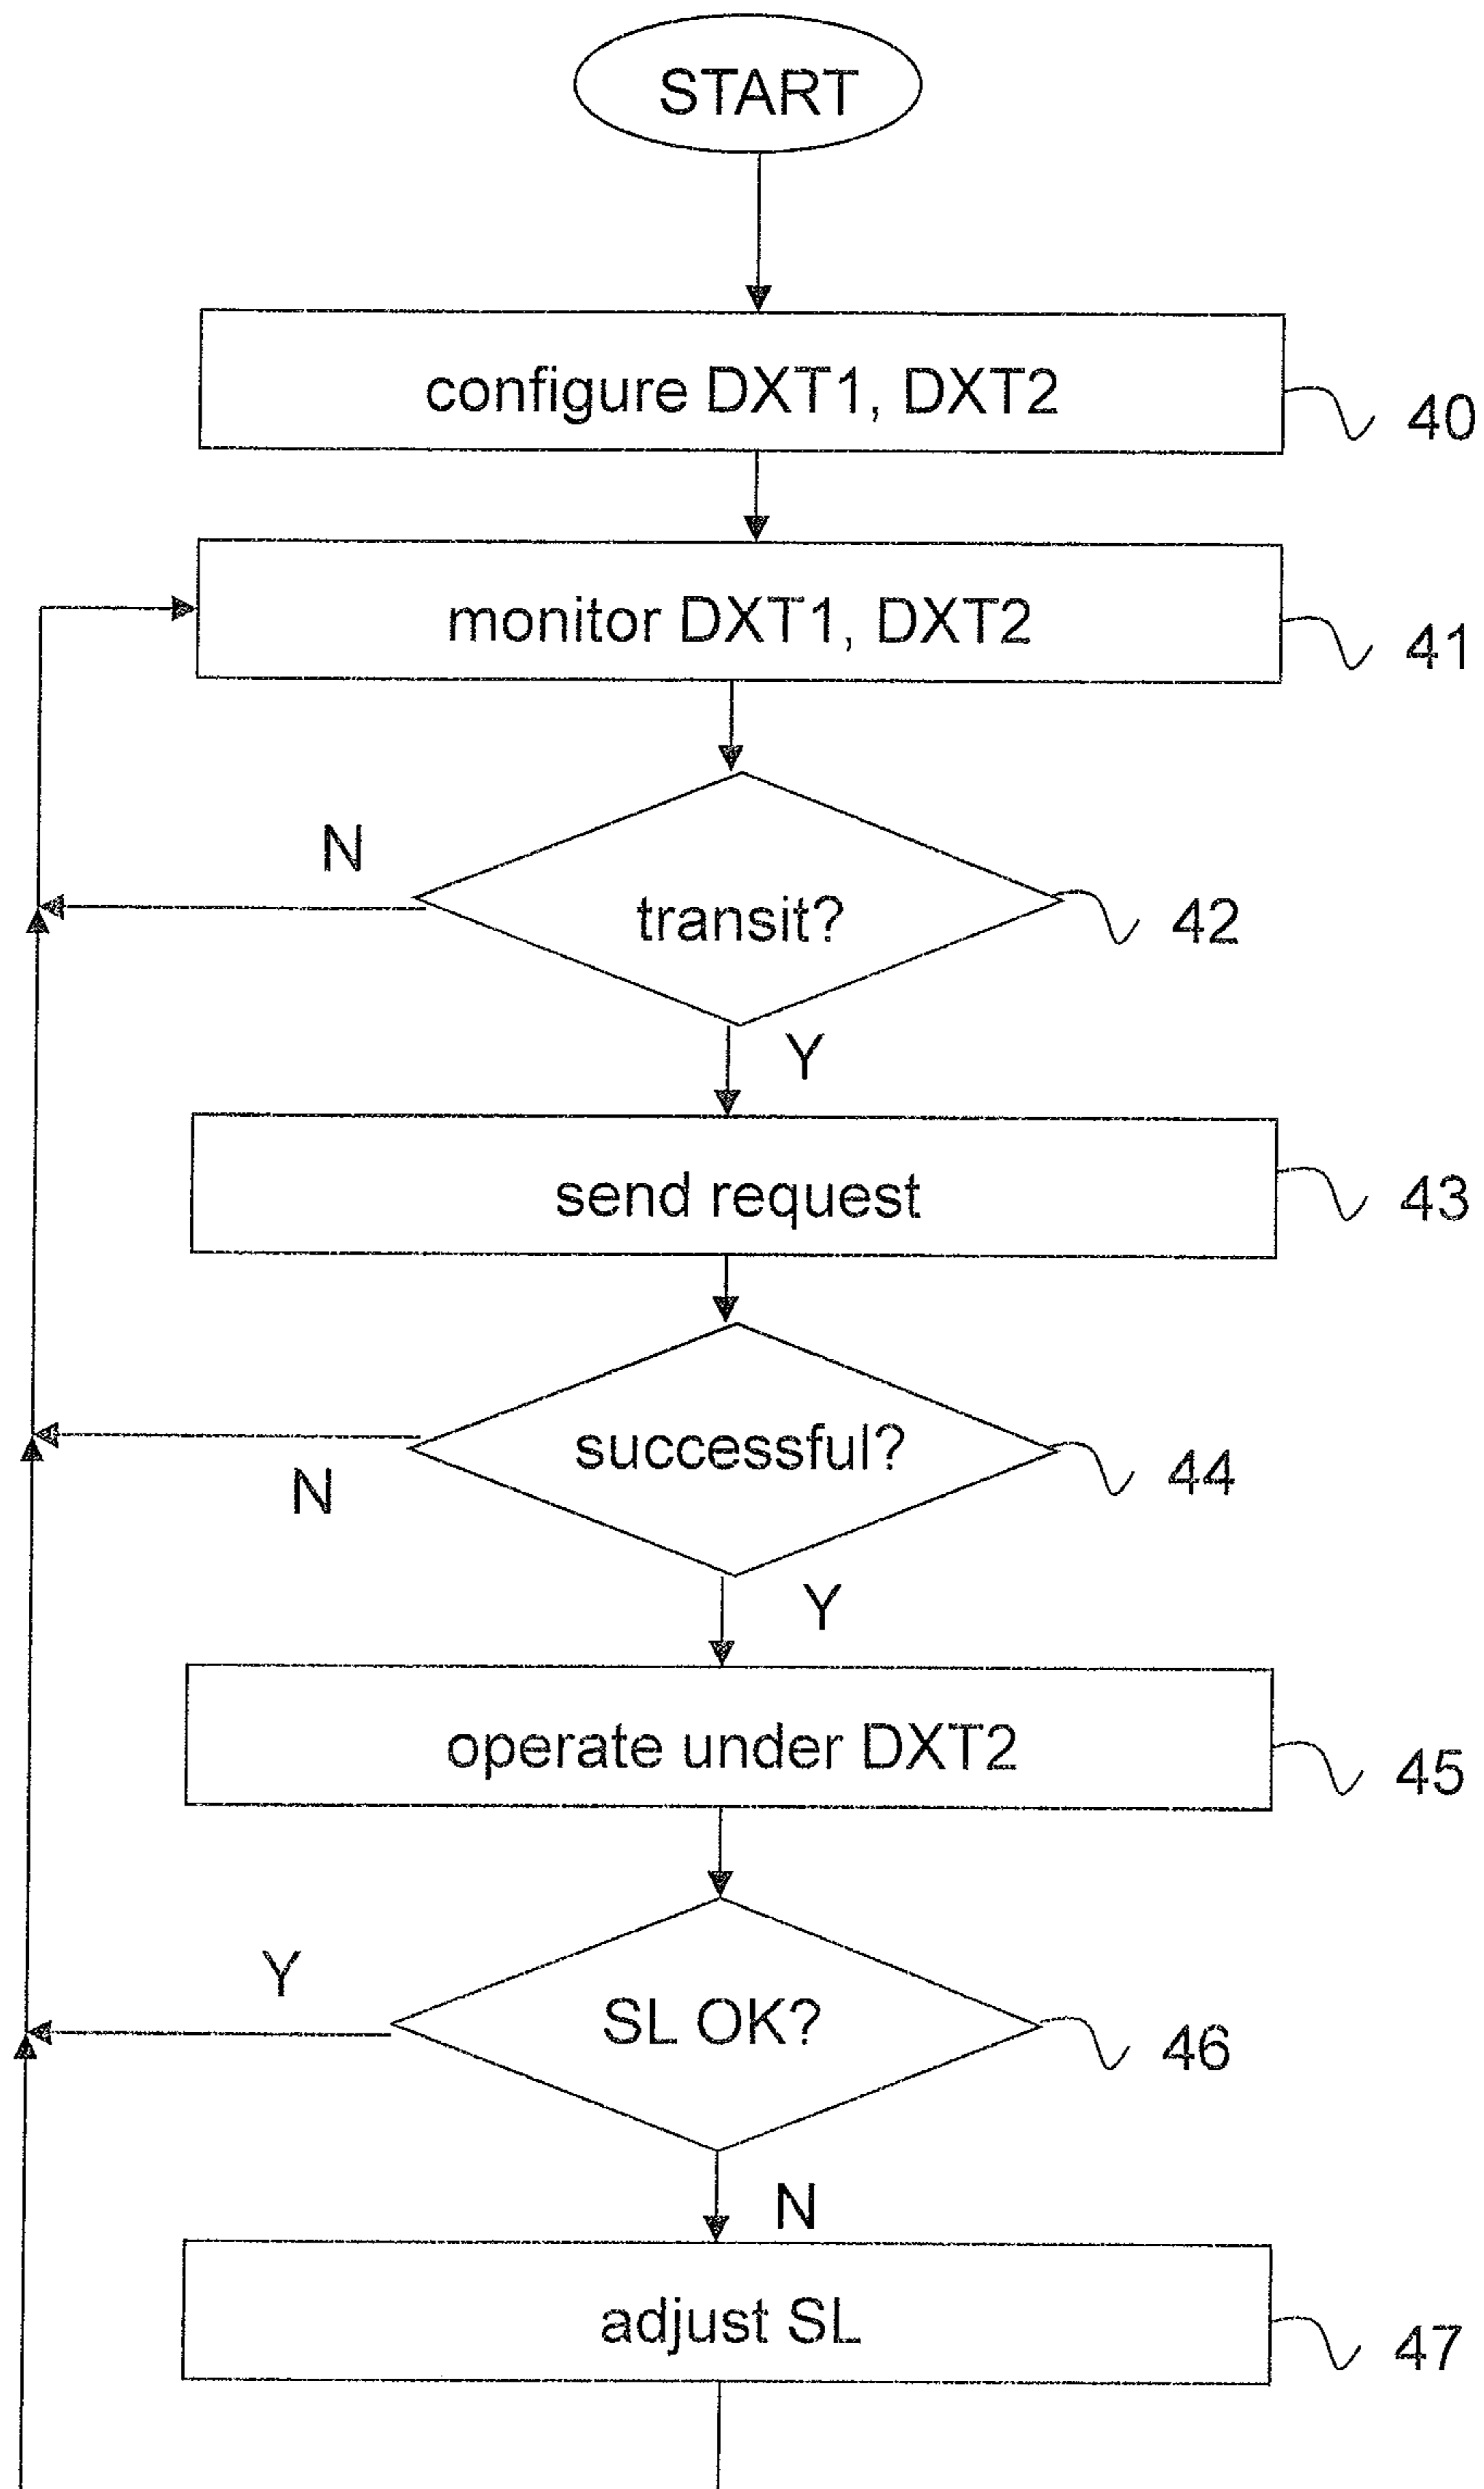 START
configure DXT1, DXT2
40
monitor DXT1, DXT2
41
N
transit?
42
Y
send request
43
successful?
44
N
Y
operate under DXT2
45
Y
SL OK?
46
N
adjust SL
47